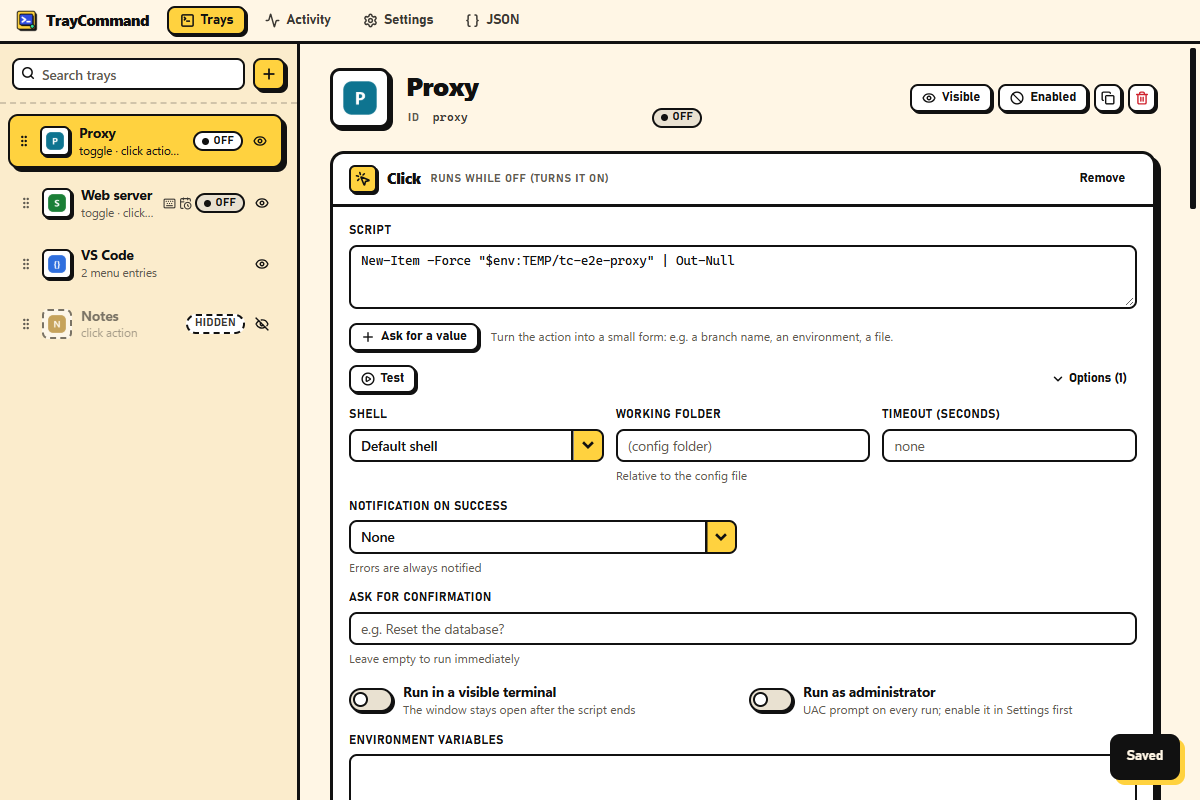 TrayCommand
Trays
Activity
Settings
{ } JSON
Search trays
Proxy
toggle · click actio...
OFF
Web server
toggle · click...
OFF
VS Code
2 menu entries
Notes
click action
HIDDEN
P
Proxy
ID proxy
OFF
Visible
Enabled
Click RUNS WHILE OFF (TURNS IT ON)
Remove
SCRIPT
New-Item -Force "$env:TEMP/tc-e2e-proxy" | Out-Null
Ask for a value
Turn the action into a small form: e.g. a branch name, an environment, a file.
Test
Options (1)
SHELL
WORKING FOLDER
TIMEOUT (SECONDS)
Default shell
(config folder)
none
Relative to the config file
NOTIFICATION ON SUCCESS
None
Errors are always notified
ASK FOR CONFIRMATION
e.g. Reset the database?
Leave empty to run immediately
Run in a visible terminal
The window stays open after the script ends
Run as administrator
UAC prompt on every run; enable it in Settings first
ENVIRONMENT VARIABLES
Saved